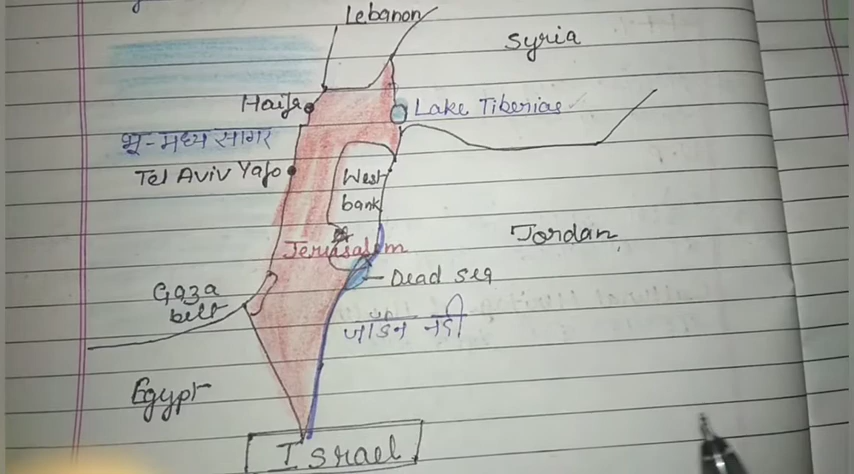 Lebanon
Syria
Haifa
Lake Tiberias
भू-मध्य सागर
Tel Aviv Yafo
West
bank
Jerusalem
Jordan
Dead sea
Gaza
belt
जॉर्डन नदी
Egypt
Israel